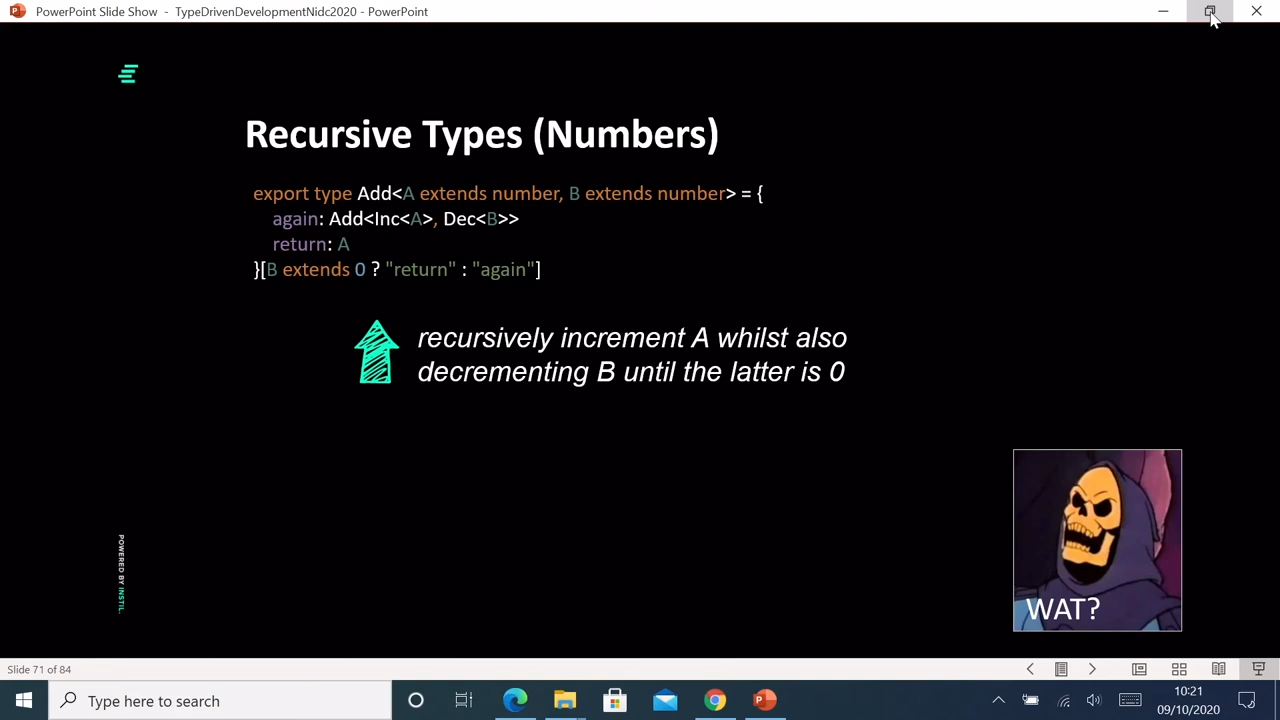 PowerPoint Slide Show - TypeDrivenDevelopmentNidc2020 - PowerPoint
Recursive Types (Numbers)
export type Add<A extends number, B extends number> = {
again: Add<Inc<A>, Dec<B>>
return: A
}[B extends 0 ? "return" : "again"]
recursively increment A whilst also
decrementing B until the latter is 0
WAT?
POWERED BY INSTIL.
Slide 71 of 84
Type here to search
10:21
09/10/2020